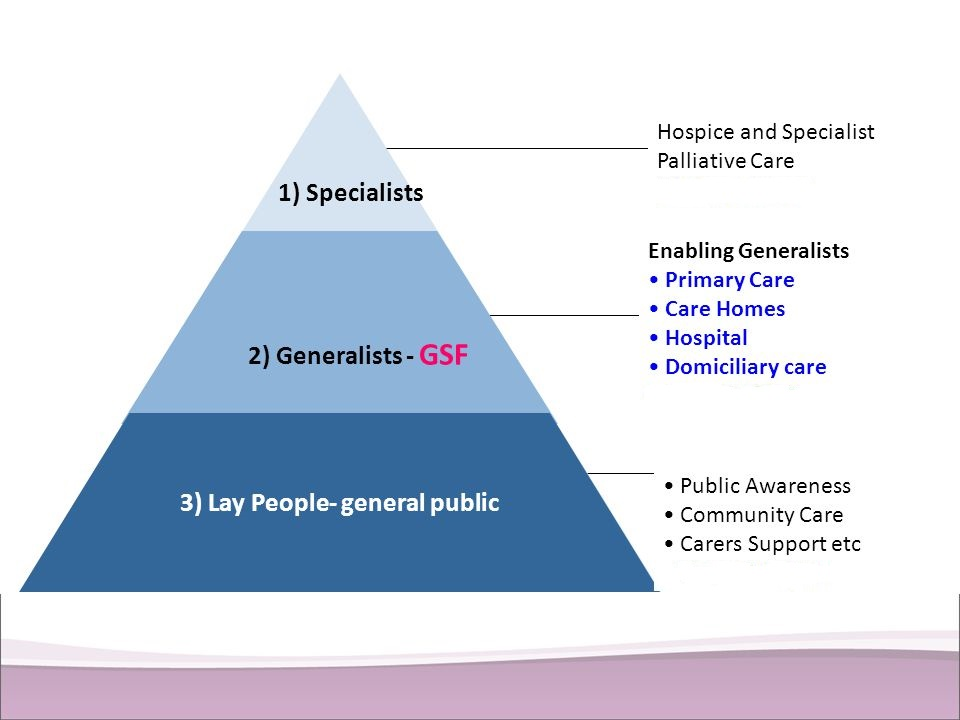 Hospice and Specialist
Palliative Care
1) Specialists
Enabling Generalists
• Primary Care
• Care Homes
• Hospital
• Domiciliary care
2) Generalists - GSF
• Public Awareness
• Community Care
• Carers Support etc
3) Lay People- general public